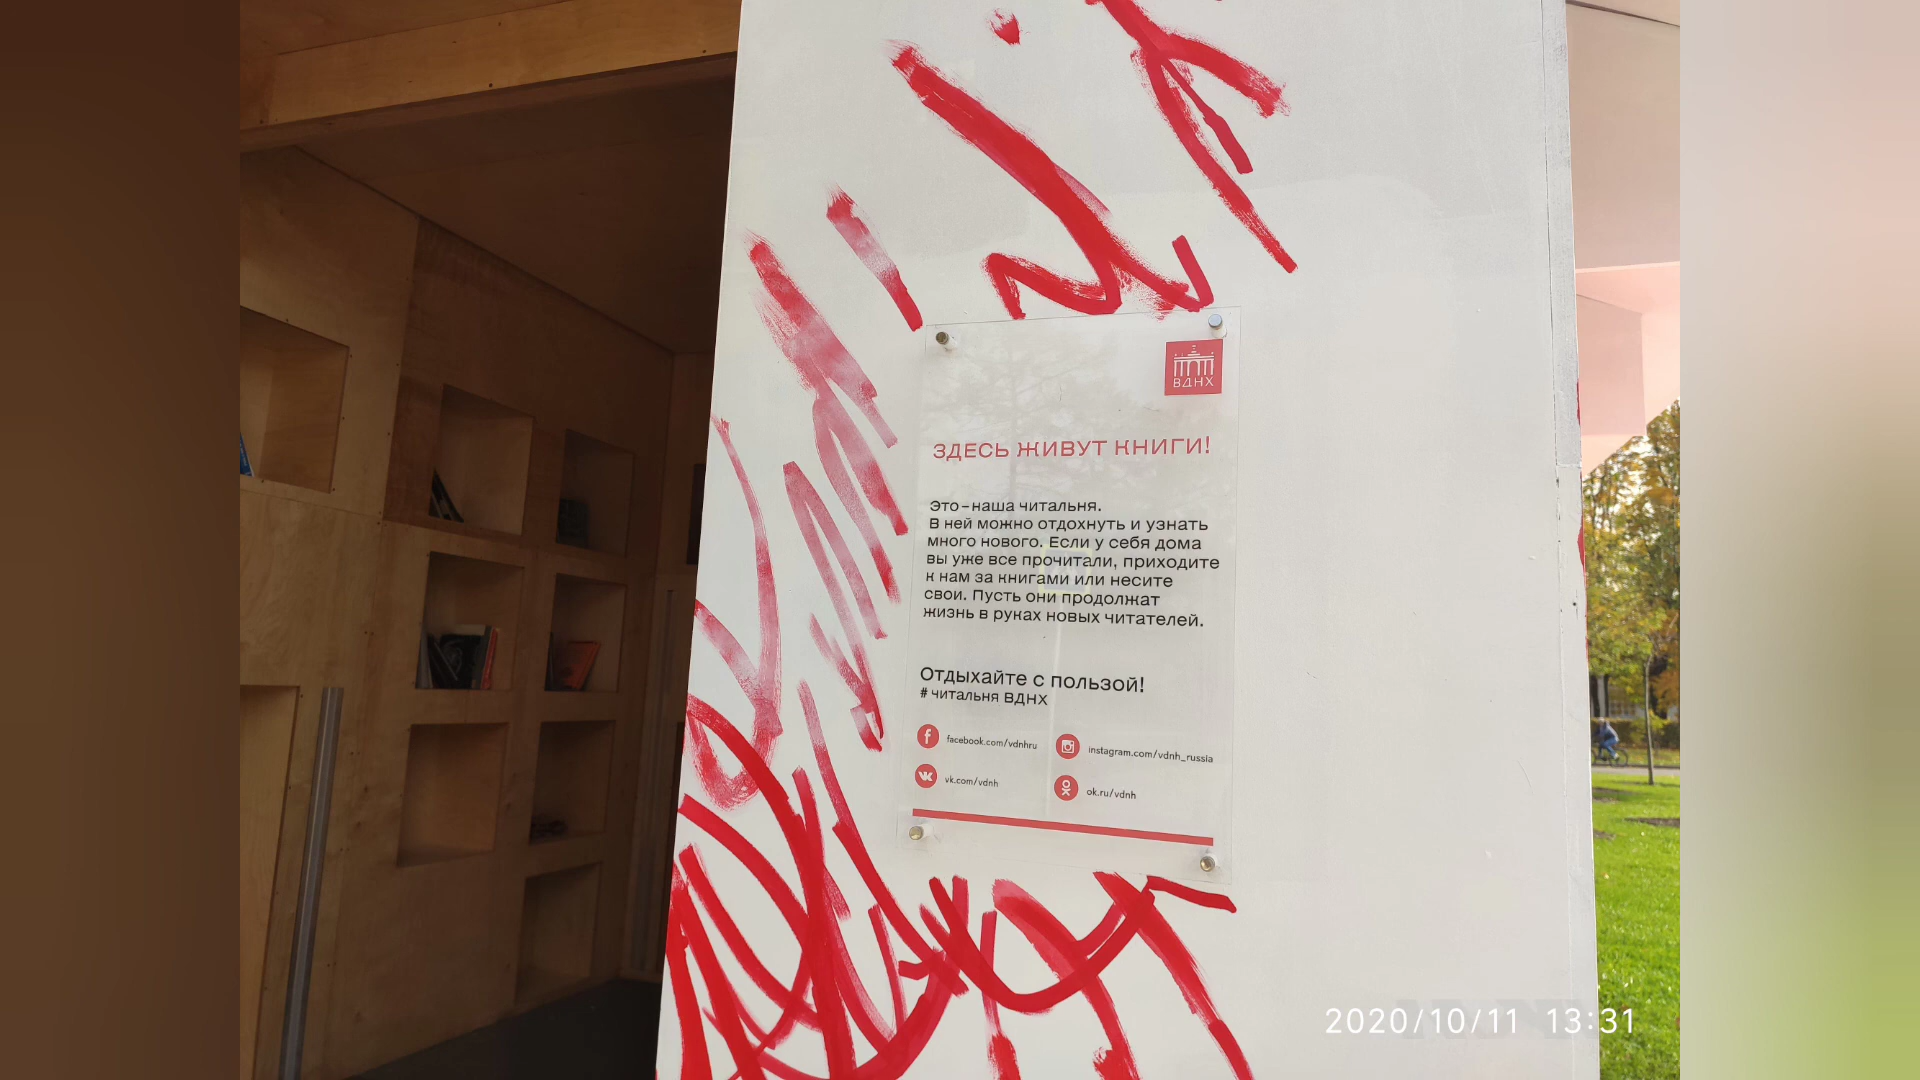 ВДНХ
ЗДЕСЬ ЖИВУТ КНИГИ!
Это–наша читальня.
В ней можно отдохнуть и узнать
много нового. Если у себя дома
вы уже все прочитали, приходите
к нам за книгами или несите
свои. Пусть они продолжат
жизнь в руках новых читателей.
Отдыхайте с пользой!
# читальня ВДНХ
facebook.com/vdnhru
instagram.com/vdnh_russia
vk.com/vdnh
ok.ru/vdnh
2020/10/11 13:31